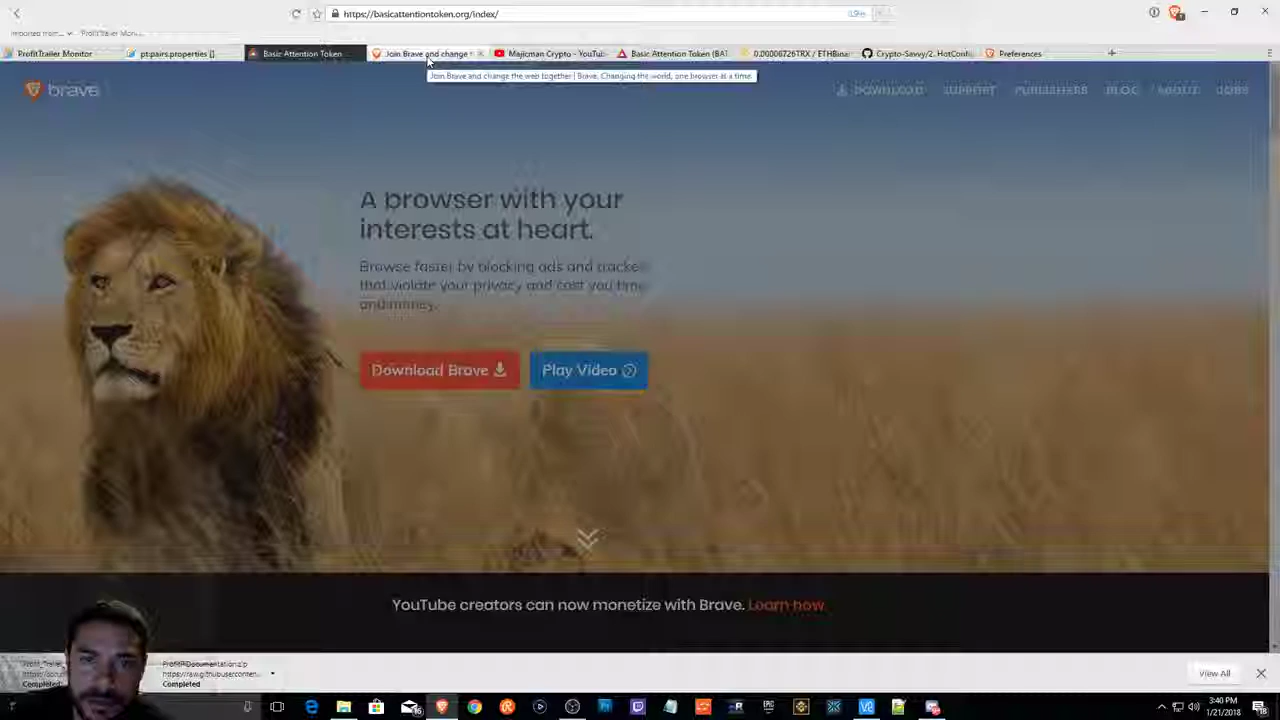 https://basicattentiontoken.org/index/
ProfitTrailer Monitor
pt:pairs.properties []
Basic Attention Token
Join Brave and change
Majicman Crypto - YouTub
Basic Attention Token (BAT
0.00006726TRX / ETHBina
Crypto-Savvy/2..HotConfi
Preferences
Join Brave and change the web together | Brave. Changing the world, one browser at a time.
brave
DOWNLOAD SUPPORT PUBLISHERS BLOG ABOUT JOBS
A browser with your
interests at heart.
Browse faster by blocking ads and tracke
that violate your privacy and cost you time
and money.
Download Brave
Play Video
YouTube creators can now monetize with Brave. Learn how.
Completed
ProfitPDocumentation.zip
https://raw.githubusercontent...
Completed
View All
3:40 PM
1/21/2018